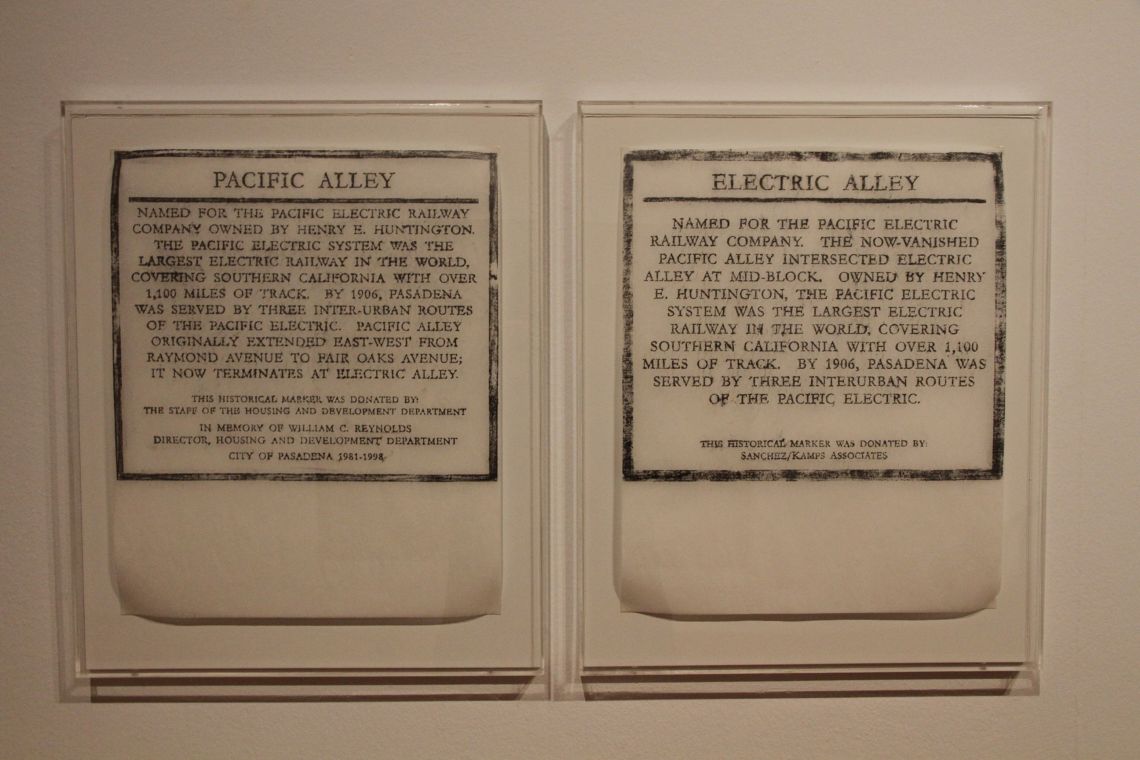 PACIFIC ALLEY
NAMED FOR THE PACIFIC ELECTRIC RAILWAY
COMPANY OWNED BY HENRY E. HUNTINGTON.
THE PACIFIC ELECTRIC SYSTEM WAS THE
LARGEST ELECTRIC RAILWAY IN THE WORLD,
COVERING SOUTHERN CALIFORNIA WITH OVER
1,100 MILES OF TRACK. BY 1906, PASADENA
WAS SERVED BY THREE INTER-URBAN ROUTES
OF THE PACIFIC ELECTRIC. PACIFIC ALLEY
ORIGINALLY EXTENDED EAST-WEST FROM
RAYMOND AVENUE TO FAIR OAKS AVENUE;
IT NOW TERMINATES AT ELECTRIC ALLEY.
THIS HISTORICAL MARKER WAS DONATED BY:
THE STAFF OF THE HOUSING AND DEVELOPMENT DEPARTMENT
IN MEMORY OF WILLIAM C. REYNOLDS
DIRECTOR, HOUSING AND DEVELOPMENT DEPARTMENT
CITY OF PASADENA 1981-1998
ELECTRIC ALLEY
NAMED FOR THE PACIFIC ELECTRIC
RAILWAY COMPANY. THE NOW-VANISHED
PACIFIC ALLEY INTERSECTED ELECTRIC
ALLEY AT MID-BLOCK. OWNED BY HENRY
E. HUNTINGTON, THE PACIFIC ELECTRIC
SYSTEM WAS THE LARGEST ELECTRIC
RAILWAY IN THE WORLD, COVERING
SOUTHERN CALIFORNIA WITH OVER 1,100
MILES OF TRACK. BY 1906, PASADENA WAS
SERVED BY THREE INTERURBAN ROUTES
OF THE PACIFIC ELECTRIC.
THIS HISTORICAL MARKER WAS DONATED BY:
SANCHEZ/KAMPS ASSOCIATES